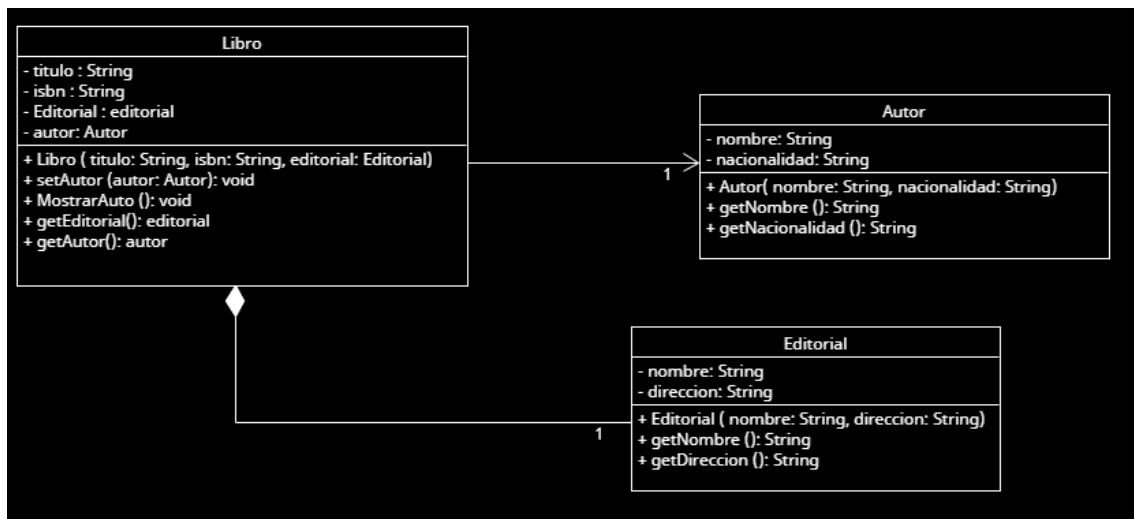 Libro
- titulo : String
- isbn : String
- Editorial : editorial
- autor: Autor
+ Libro ( titulo: String, isbn: String, editorial: Editorial)
+ setAutor (autor: Autor): void
+ MostrarAuto (): void
+ getEditorial(): editorial
+ getAutor(): autor
1
Autor
- nombre: String
- nacionalidad: String
+ Autor( nombre: String, nacionalidad: String)
+ getNombre (): String
+ getNacionalidad (): String
1
Editorial
- nombre: String
- direccion: String
+ Editorial ( nombre: String, direccion: String)
+ getNombre (): String
+ getDireccion (): String